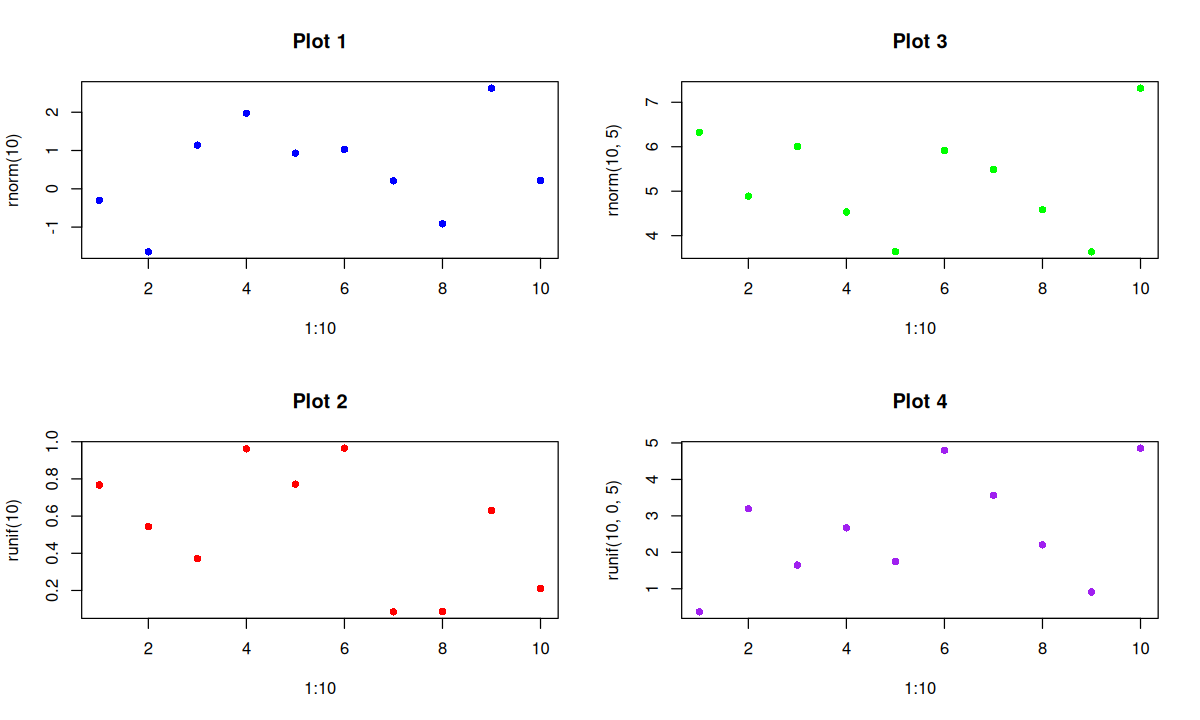 Plot 1
rnorm(10)
2
1
0
-1
2 4 6 8 10
1:10
Plot 3
rnorm(10, 5)
7
6
5
4
2 4 6 8 10
1:10
Plot 2
runif(10)
1.0
0.8
0.6
0.4
0.2
2 4 6 8 10
1:10
Plot 4
runif(10, 0, 5)
5
4
3
2
1
2 4 6 8 10
1:10